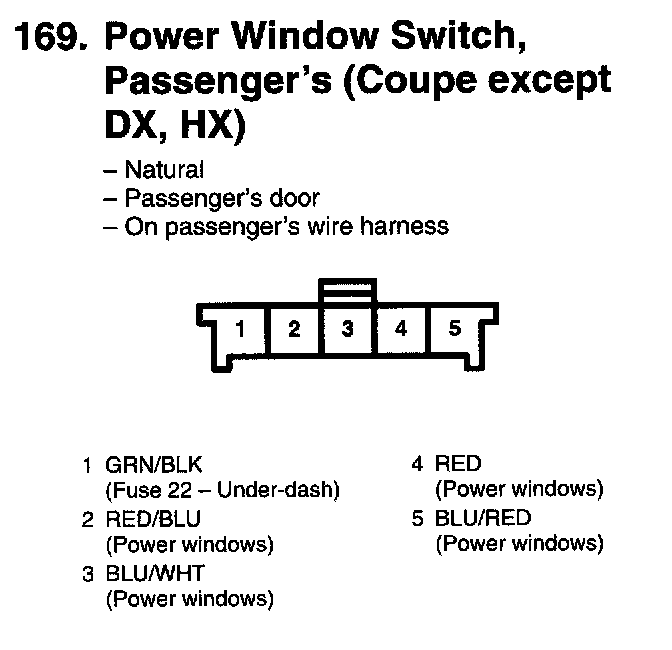 169. Power Window Switch,
Passenger's (Coupe except
DX, HX)
– Natural
– Passenger's door
– On passenger's wire harness
1 2 3 4 5
1 GRN/BLK
(Fuse 22 – Under-dash)
2 RED/BLU
(Power windows)
3 BLU/WHT
(Power windows)
4 RED
(Power windows)
5 BLU/RED
(Power windows)